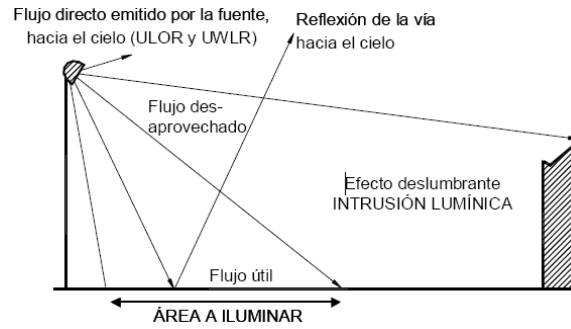 Flujo directo emitido por la fuente,
hacia el cielo (ULOR y UWLR)
Reflexión de la vía
hacia el cielo
Flujo des-
aprovechado
Efecto deslumbrante
INTRUSIÓN LUMÍNICA
Flujo útil
ÁREA A ILUMINAR